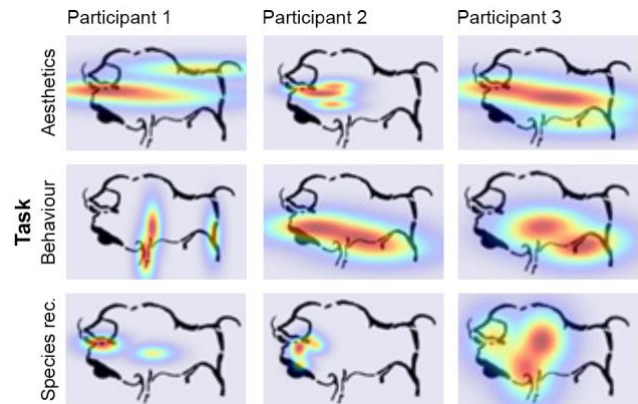 Participant 1
Participant 2
Participant 3
Task
Aesthetics
Behaviour
Species rec.